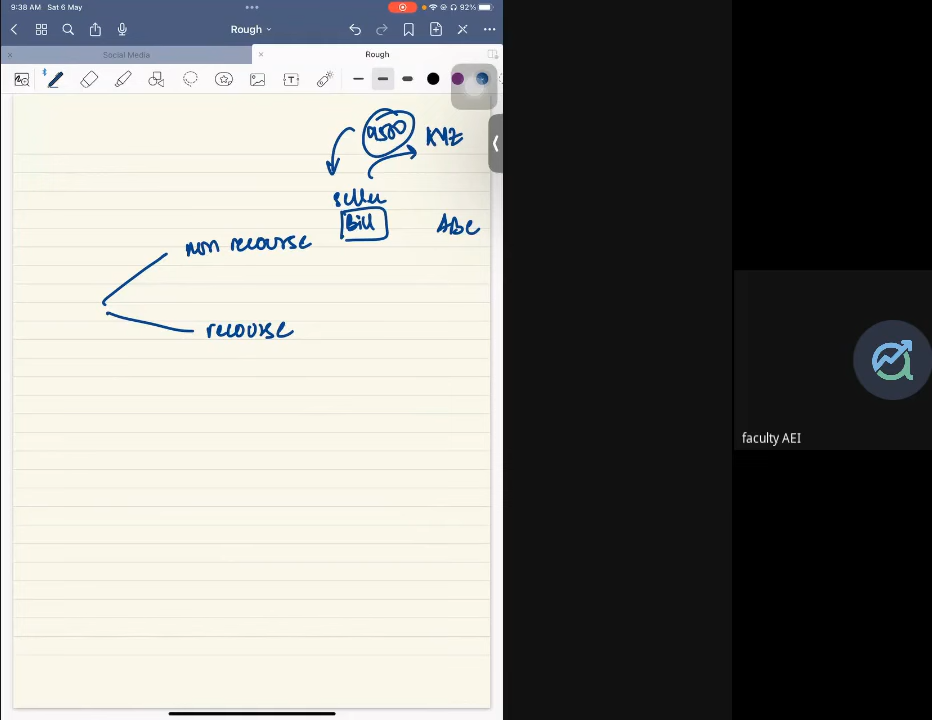 9:38 AM Sat 6 May
92%
Rough
Social Media
Rough
9500
XYZ
seller
Bill
ABC
non recourse
recourse
faculty AEI